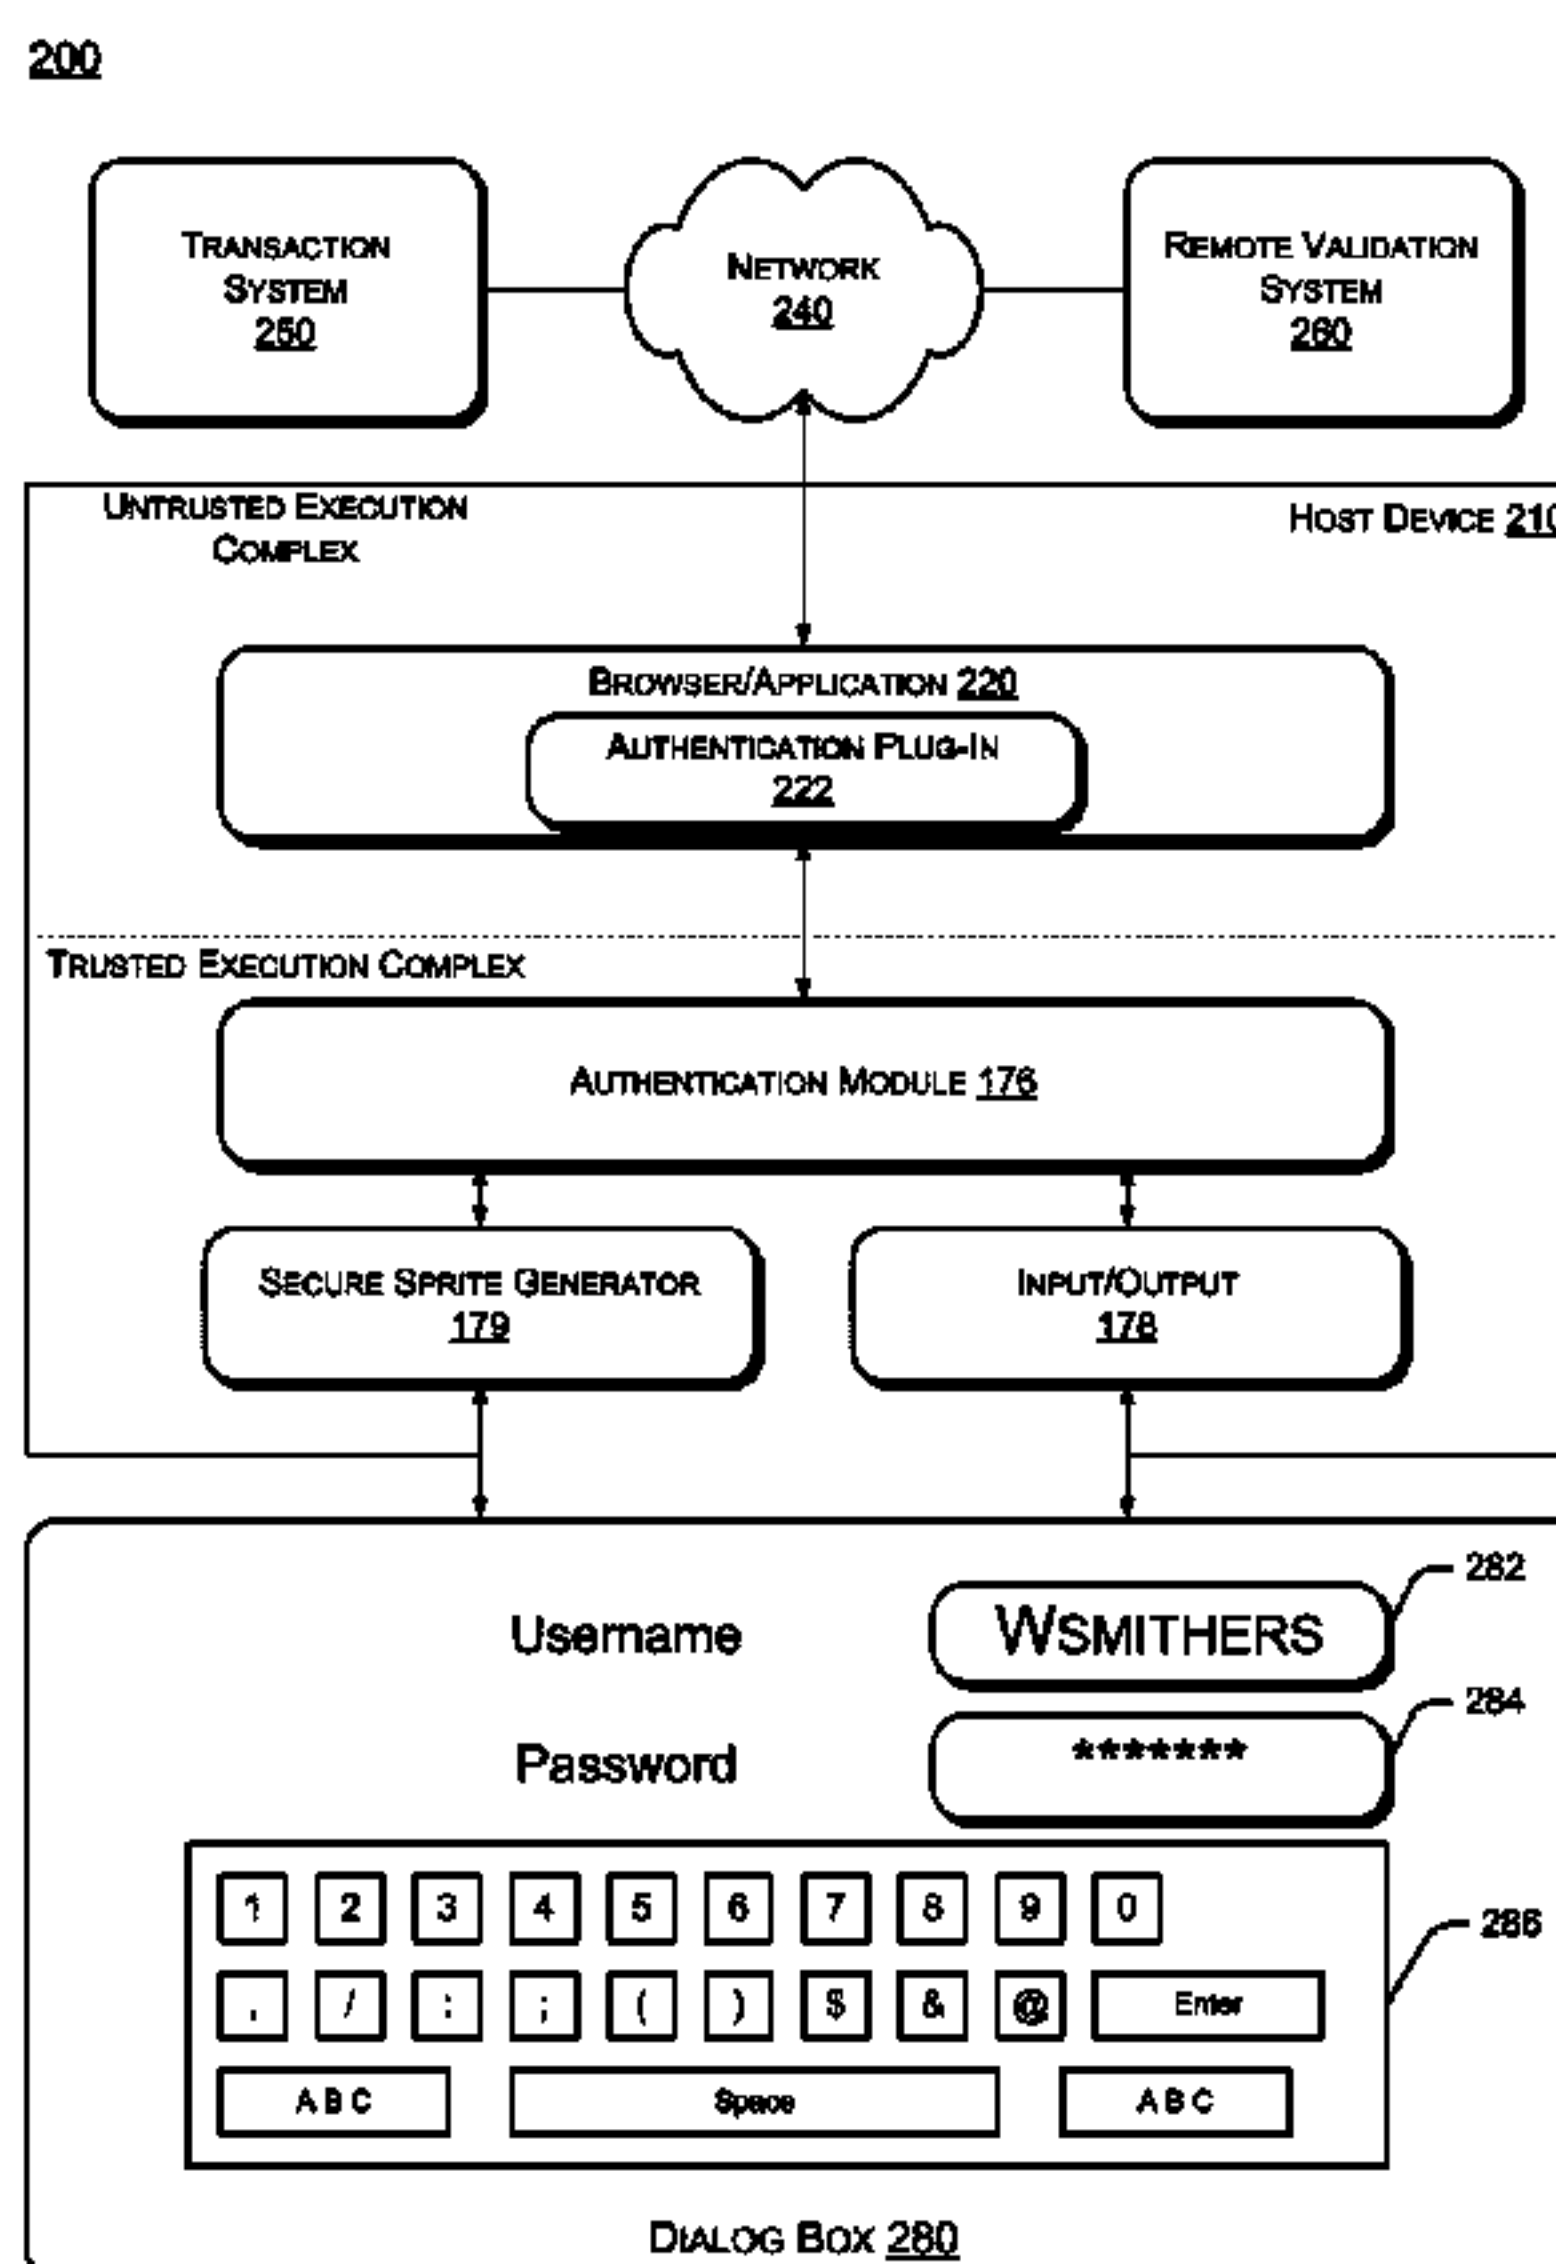 200
TRANSACTION
SYSTEM
250
NETWORK
240
REMOTE VALIDATION
SYSTEM
260
UNTRUSTED EXECUTION
COMPLEX
HOST DEVICE 210
BROWSER/APPLICATION 220
AUTHENTICATION PLUG-IN
222
TRUSTED EXECUTION COMPLEX
AUTHENTICATION MODULE 176
SECURE SPRITE GENERATOR
179
INPUT/OUTPUT
178
282
Username WSMITHERS
284
Password *******
1 2 3 4 5 6 7 8 9 0
286
. / : ; ( ) $ & @ Enter
A B C Space A B C
DIALOG BOX 280